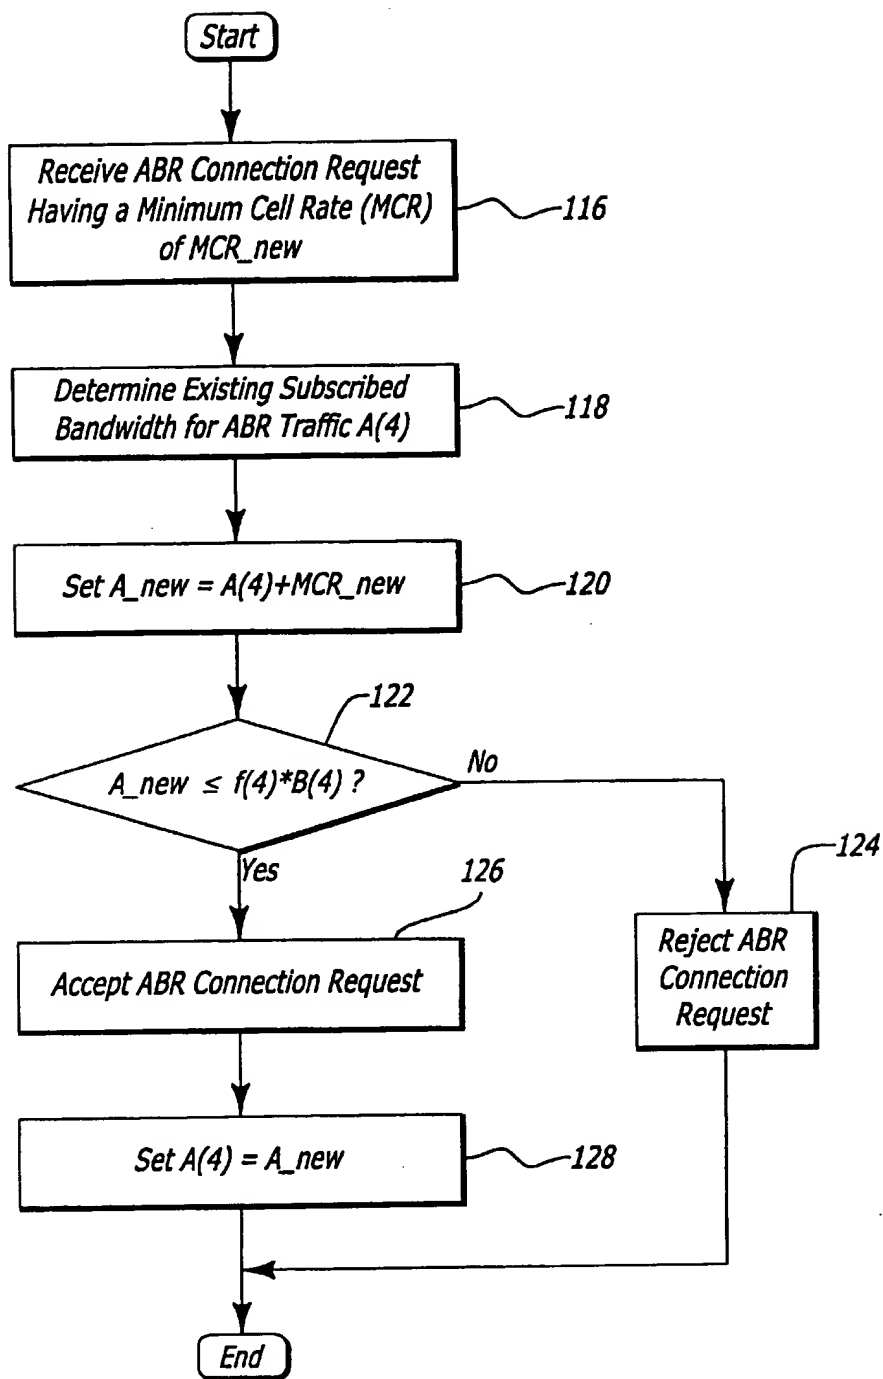 Start
Receive ABR Connection Request
Having a Minimum Cell Rate (MCR)
of MCR_new
116
Determine Existing Subscribed
Bandwidth for ABR Traffic A(4)
118
Set A_new = A(4)+MCR_new
120
122
A_new ≤ f(4)*B(4) ?
No
Yes
126
124
Accept ABR Connection Request
Reject ABR
Connection
Request
Set A(4) = A_new
128
End